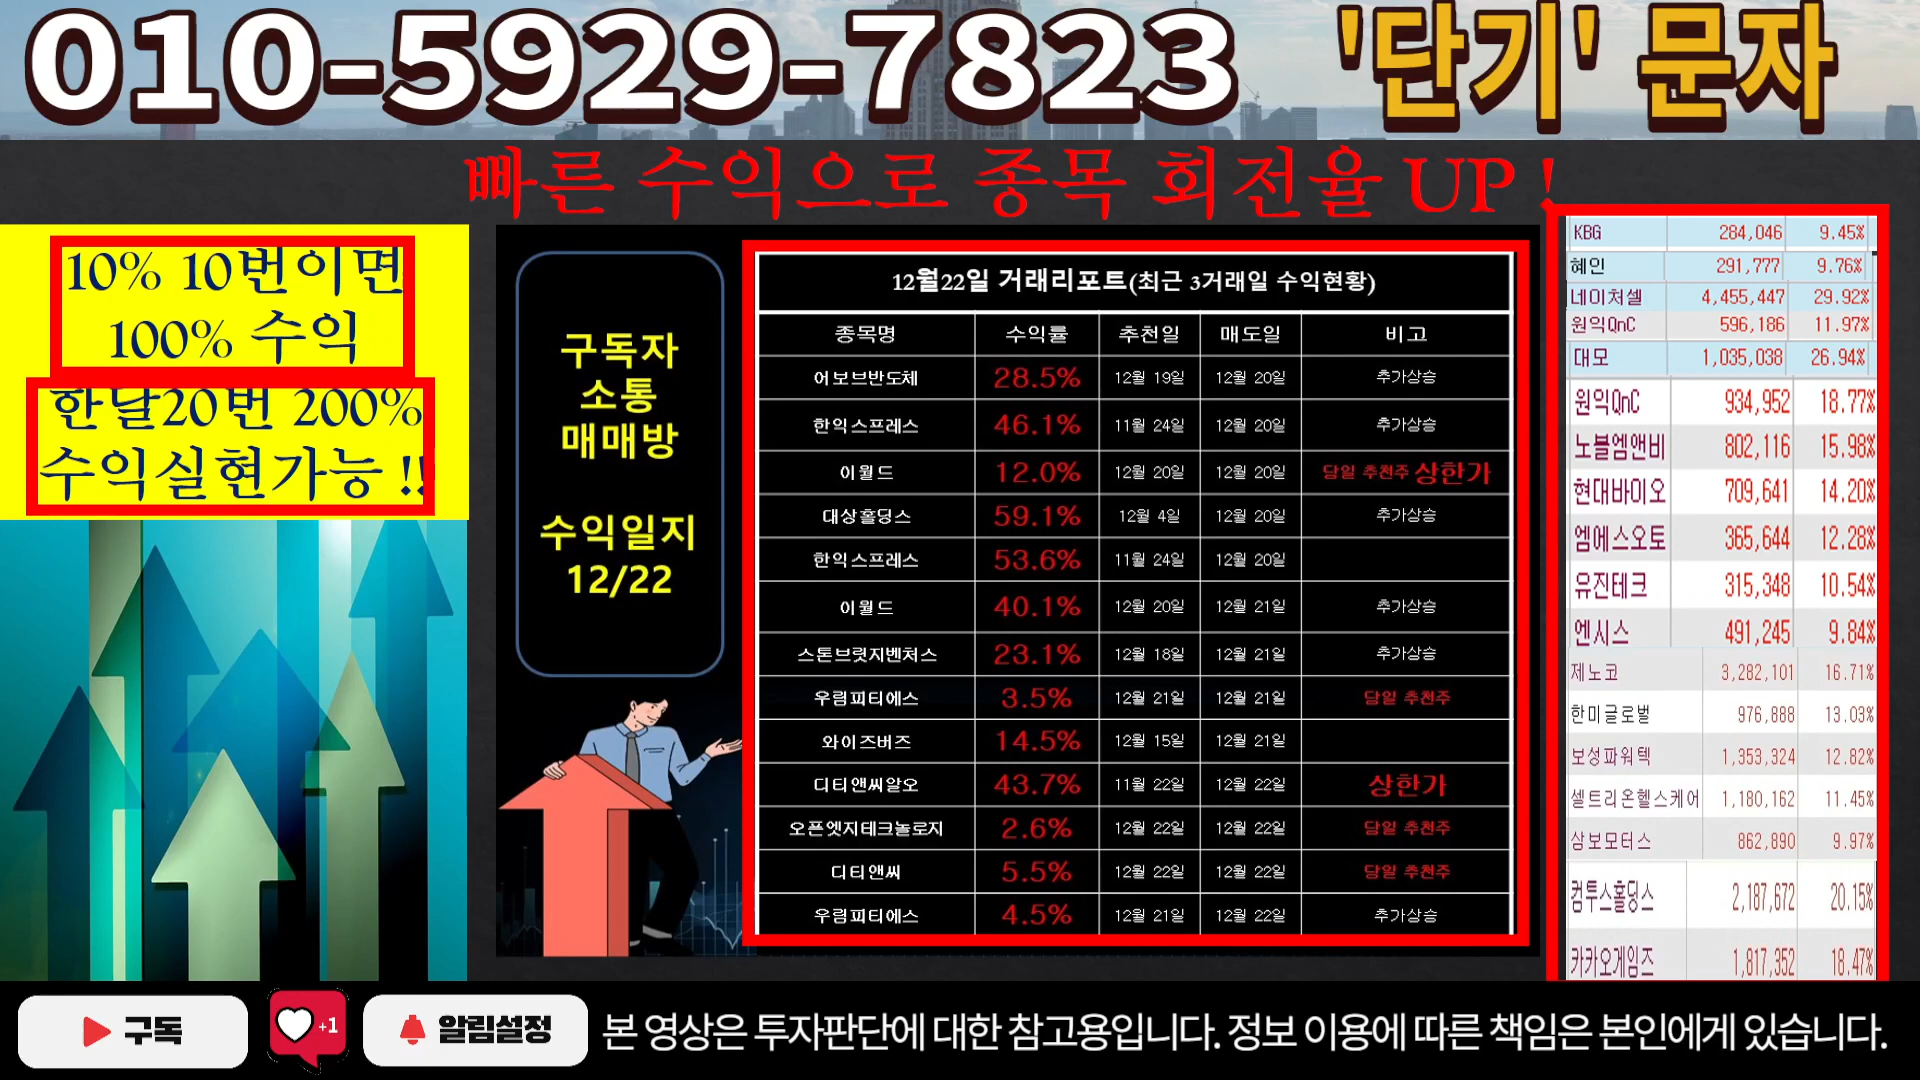 010-5929-7823 '단기' 문자
빠른 수익으로 종목 회전율 UP !
10% 10번이면
100% 수익
한달20번 200%
수익실현가능 !!
구독자
소통
매매방
수익일지
12/22
12월22일 거래리포트(최근 3거래일 수익현황)
종목명 수익률 추천일 매도일 비고
어보브반도체 28.5% 12월 19일 12월 20일 추가상승
한익스프레스 46.1% 11월 24일 12월 20일 추가상승
이월드 12.0% 12월 20일 12월 20일 당일 추천주 상한가
대상홀딩스 59.1% 12월 4일 12월 20일 추가상승
한익스프레스 53.6% 11월 24일 12월 20일
이월드 40.1% 12월 20일 12월 21일 추가상승
스톤브릿지벤처스 23.1% 12월 18일 12월 21일 추가상승
우림피티에스 3.5% 12월 21일 12월 21일 당일 추천주
와이즈버즈 14.5% 12월 15일 12월 21일
디티앤씨알오 43.7% 11월 22일 12월 22일 상한가
오픈엣지테크놀로지 2.6% 12월 22일 12월 22일 당일 추천주
디티앤씨 5.5% 12월 22일 12월 22일 당일 추천주
우림피티에스 4.5% 12월 21일 12월 22일 추가상승
KBG 284,046 9.45%
혜인 291,777 9.76%
네이처셀 4,455,447 29.92%
원익QnC 596,186 11.97%
대모 1,035,038 26.94%
원익QnC 934,952 18.77%
노블엠앤비 802,116 15.98%
현대바이오 709,641 14.20%
엠에스오토 365,644 12.28%
유진테크 315,348 10.54%
엔시스 491,245 9.84%
제노코 3,282,101 16.71%
한미글로벌 976,888 13.03%
보성파워텍 1,353,324 12.82%
셀트리온헬스케어 1,180,162 11.45%
상보모터스 862,890 9.97%
컴투스홀딩스 2,187,672 20.15%
카카오게임즈 1,817,352 18.47%
구독 +1 알림설정 본 영상은 투자판단에 대한 참고용입니다. 정보 이용에 따른 책임은 본인에게 있습니다.